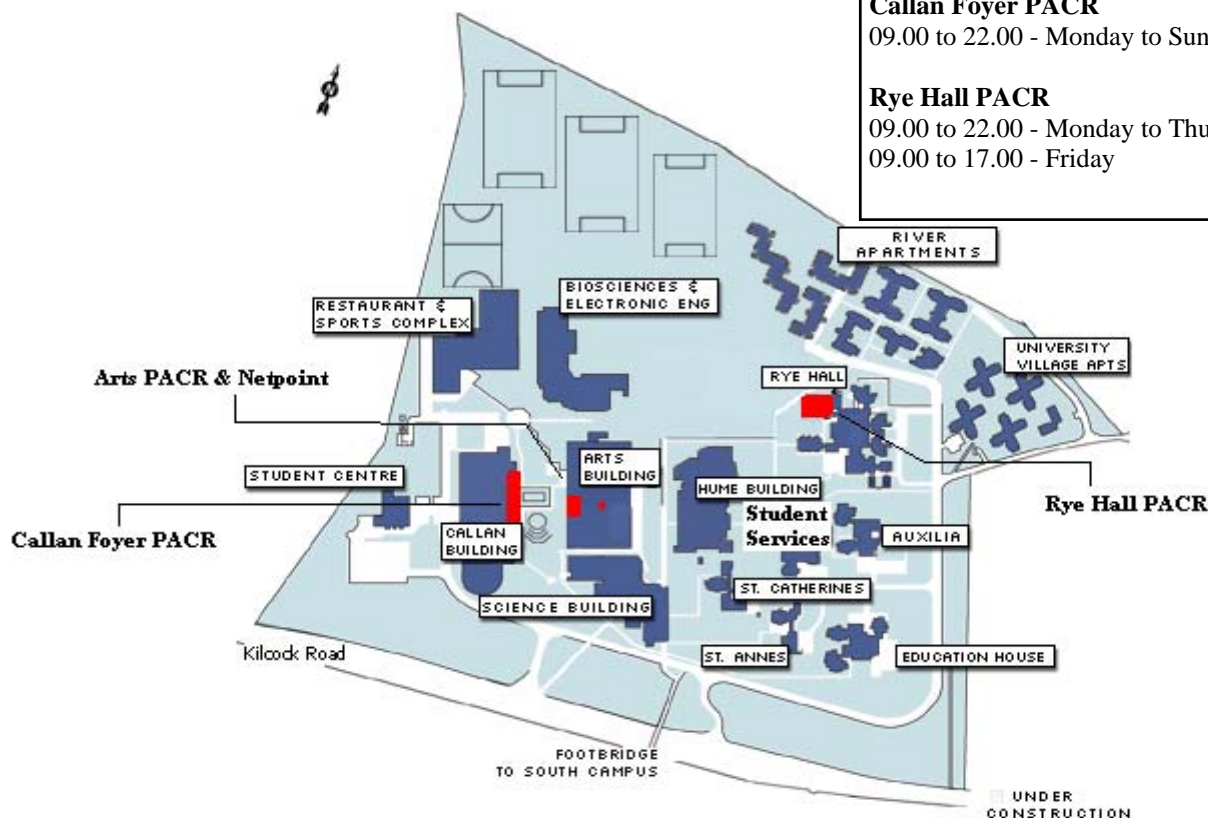 Callan Foyer PACR
09.00 to 22.00 - Monday to Sun
Rye Hall PACR
09.00 to 22.00 - Monday to Thu
09.00 to 17.00 - Friday
RIVER
APARTMENTS
BIOSCIENCES &
ELECTRONIC ENG
RESTAURANT &
SPORTS COMPLEX
UNIVERSITY
VILLAGE APTS
Arts PACR & Netpoint
RYE HALL
ARTS
BUILDING
STUDENT CENTRE
HUME BUILDING
Rye Hall PACR
Student
Services
Callan Foyer PACR
CALLAN
BUILDING
AUXILIA
ST. CATHERINES
SCIENCE BUILDING
Kilcock Road
ST. ANNES
EDUCATION HOUSE
FOOTBRIDGE
TO SOUTH CAMPUS
UNDER
CONSTRUCTION